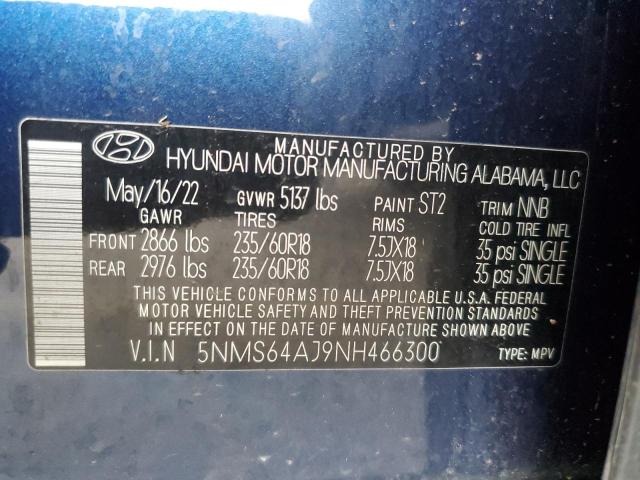 MANUFACTURED BY
HYUNDAI MOTOR MANUFACTURING ALABAMA, LLC
May/16/22 GVWR 5137 lbs PAINT ST2 TRIM NNB
GAWR TIRES RIMS COLD TIRE INFL
FRONT 2866 lbs 235/60R18 7.5JX18 35 psi SINGLE
REAR 2976 lbs 235/60R18 7.5JX18 35 psi SINGLE
THIS VEHICLE CONFORMS TO ALL APPLICABLE U.S.A. FEDERAL
MOTOR VEHICLE SAFETY AND THEFT PREVENTION STANDARDS
IN EFFECT ON THE DATE OF MANUFACTURE SHOWN ABOVE
V.I.N 5NMS64AJ9NH466300 TYPE: MPV